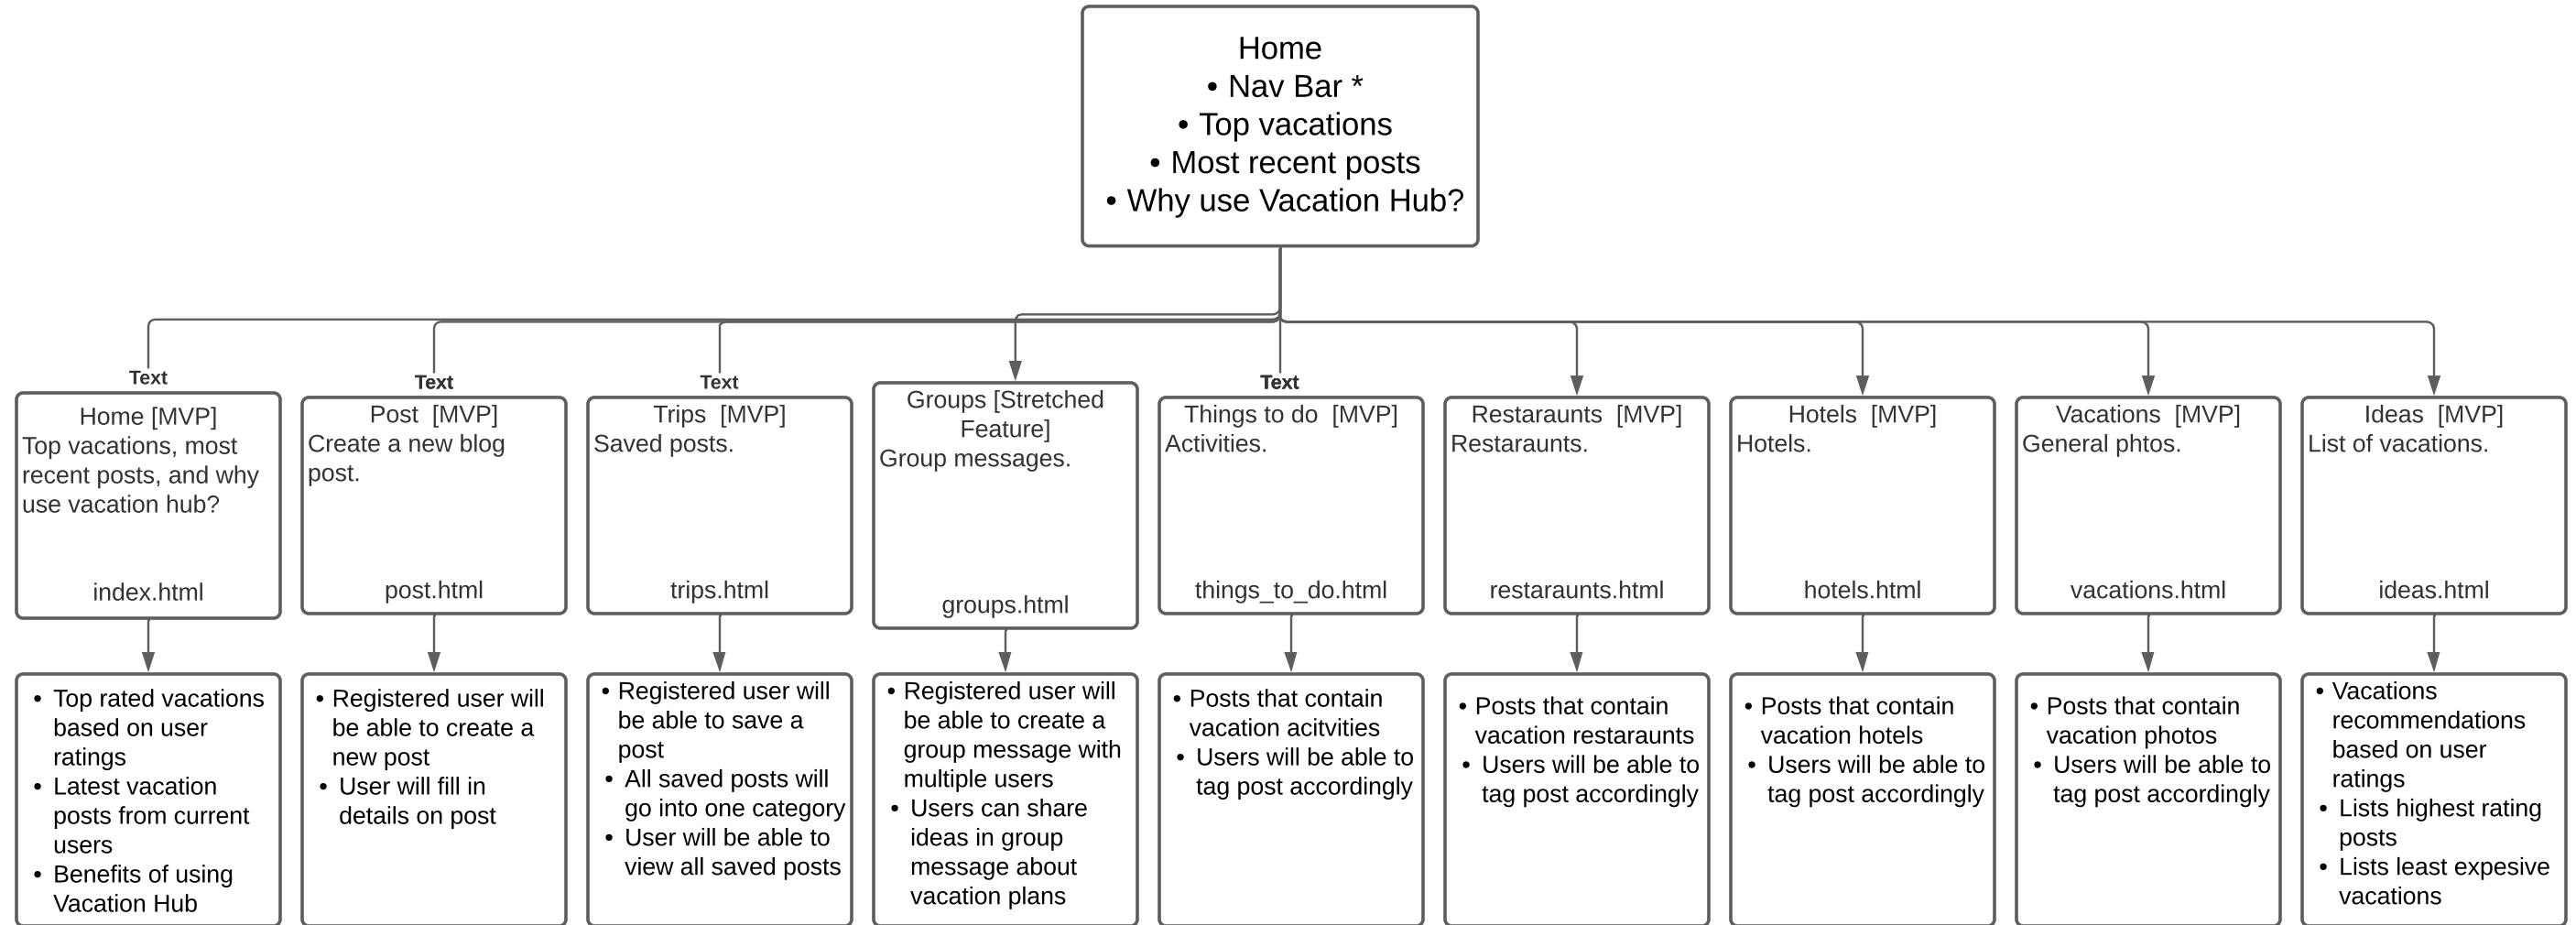 Home
• Nav Bar *
• Top vacations
• Most recent posts
• Why use Vacation Hub?
Text
Home [MVP]
Top vacations, most
recent posts, and why
use vacation hub?
index.html
Text
Post [MVP]
Create a new blog
post.
post.html
Text
Trips [MVP]
Saved posts.
trips.html
Groups [Stretched
Feature]
Group messages.
groups.html
Text
Things to do [MVP]
Activities.
things_to_do.html
Restaraunts [MVP]
Restaraunts.
restaraunts.html
Hotels [MVP]
Hotels.
hotels.html
Vacations [MVP]
General phtos.
vacations.html
Ideas [MVP]
List of vacations.
ideas.html
• Top rated vacations
based on user
ratings
• Latest vacation
posts from current
users
• Benefits of using
Vacation Hub
• Registered user will
be able to create a
new post
• User will fill in
details on post
• Registered user will
be able to save a
post
• All saved posts will
go into one category
• User will be able to
view all saved posts
• Registered user will
be able to create a
group message with
multiple users
• Users can share
ideas in group
message about
vacation plans
• Posts that contain
vacation acitvities
• Users will be able to
tag post accordingly
• Posts that contain
vacation restaraunts
• Users will be able to
tag post accordingly
• Posts that contain
vacation hotels
• Users will be able to
tag post accordingly
• Posts that contain
vacation photos
• Users will be able to
tag post accordingly
• Vacations
recommendations
based on user
ratings
• Lists highest rating
posts
• Lists least expesive
vacations